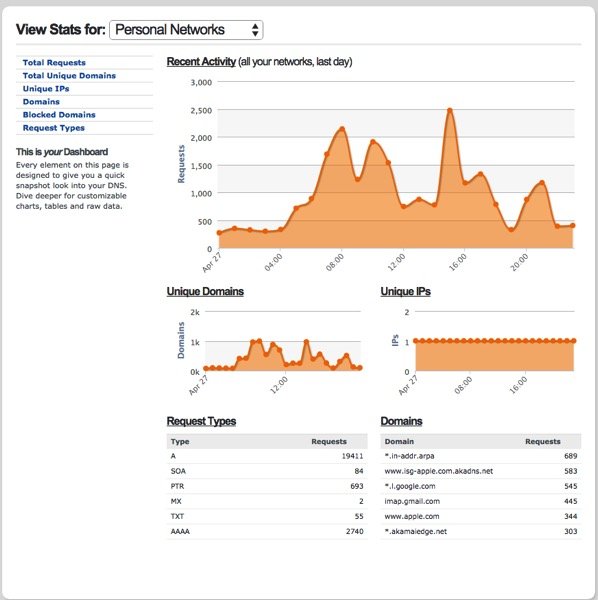 View Stats for: Personal Networks
Total Requests
Total Unique Domains
Unique IPs
Domains
Blocked Domains
Request Types
This is your Dashboard
Every element on this page is
designed to give you a quick
snapshot look into your DNS.
Dive deeper for customizable
charts, tables and raw data.
Recent Activity (all your networks, last day)
3,000
2,500
2,000
1,500
1,000
500
0
Requests
Apr 27 04:00 08:00 12:00 16:00 20:00
Unique Domains
2k
1k
0k
Domains
Apr 27 12:00
Unique IPs
2
1
0
IPs
Apr 27 08:00 16:00
Request Types
Type Requests
A 19411
SOA 84
PTR 693
MX 2
TXT 55
AAAA 2740
Domains
Domain Requests
*.in-addr.arpa 689
www.isg-apple.com.akadns.net 583
*.l.google.com 545
imap.gmail.com 445
www.apple.com 344
*.akamaiedge.net 303